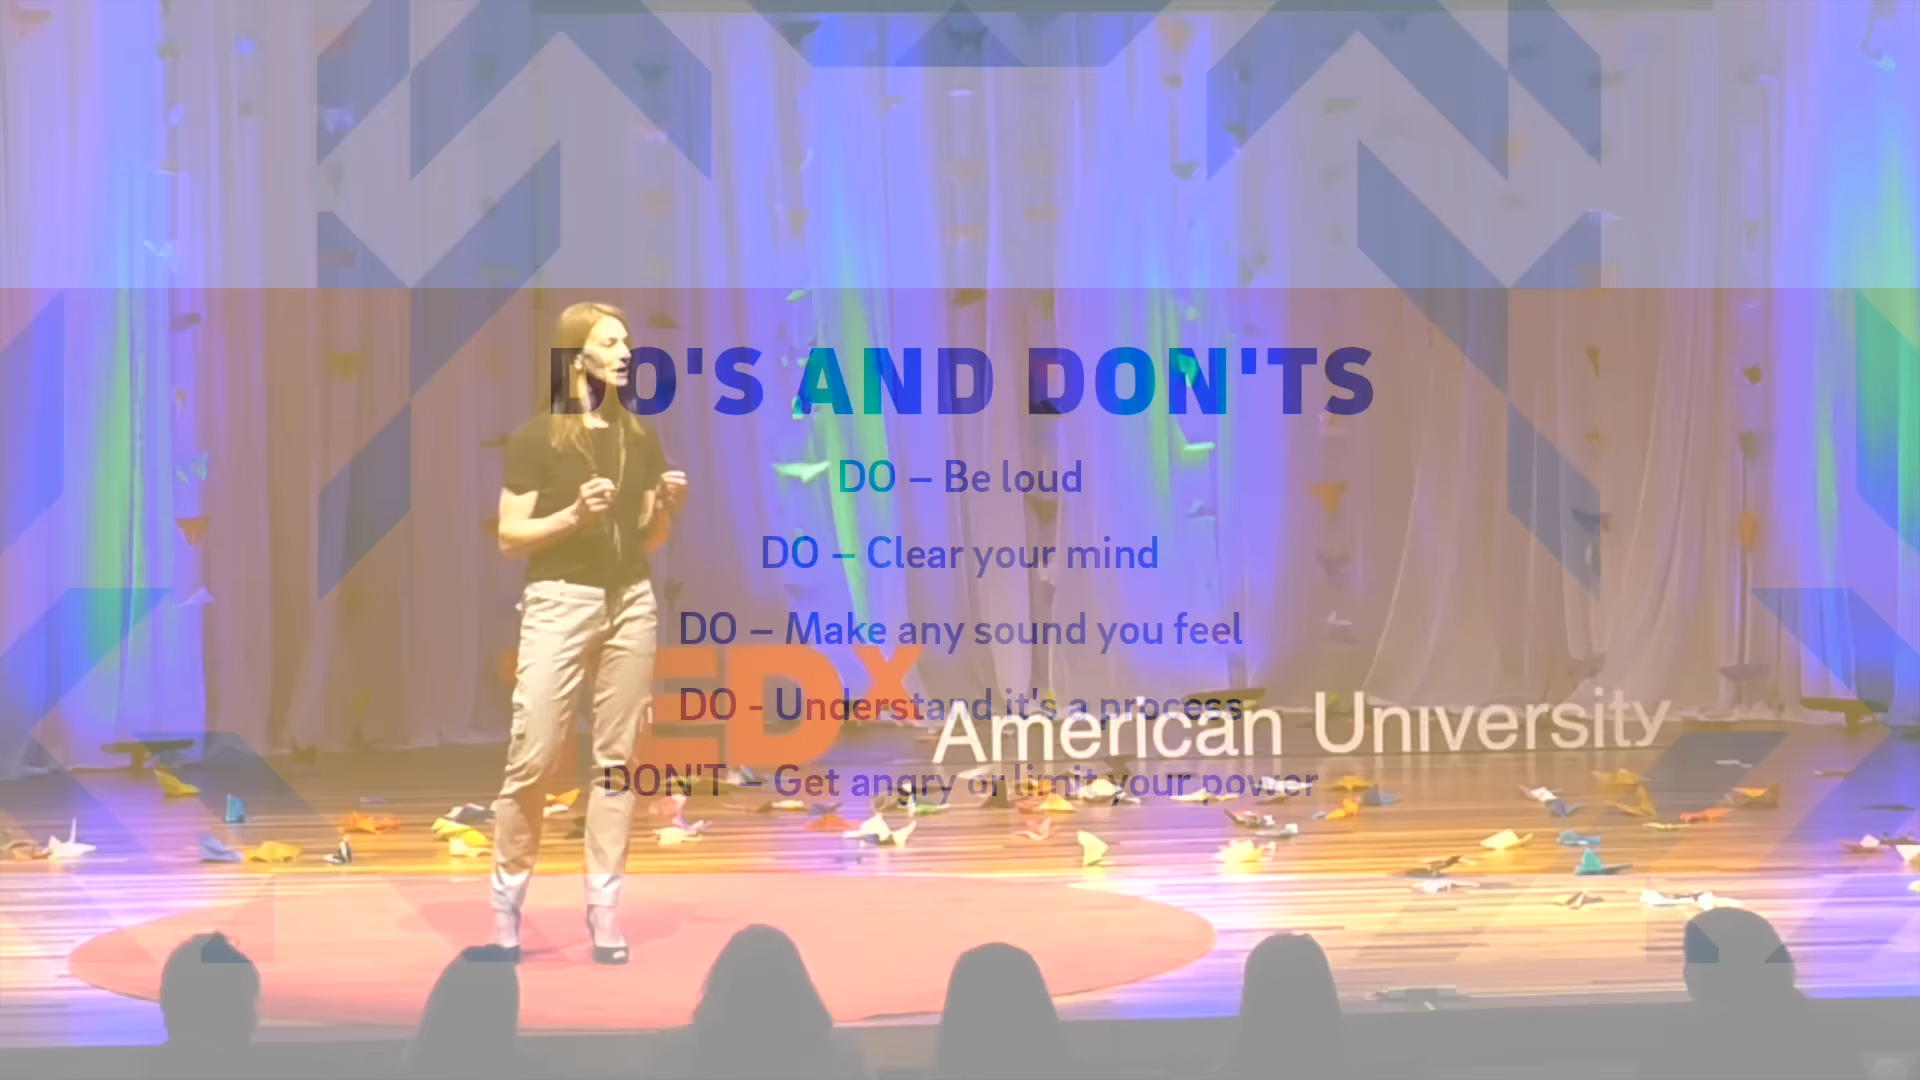 DO'S AND DON'TS
DO – Be loud
DO – Clear your mind
DO – Make any sound you feel
DO - Understand it's a process
TEDx American University
DON'T – Get angry or limit your power